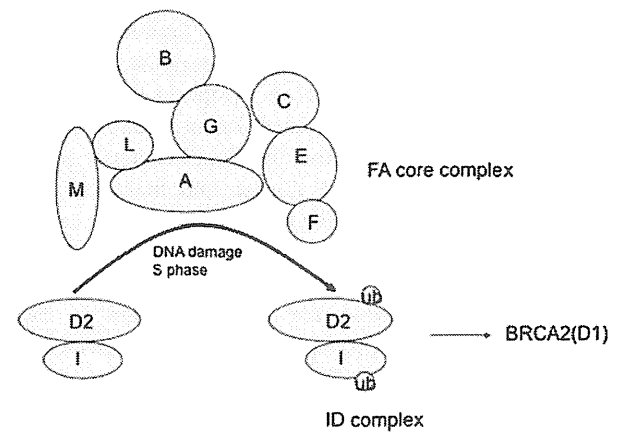 B
C
G
L
E
FA core complex
A
M
F
DNA damage
S phase
ub
D2
D2
BRCA2(D1)
I
I
ub
ID complex